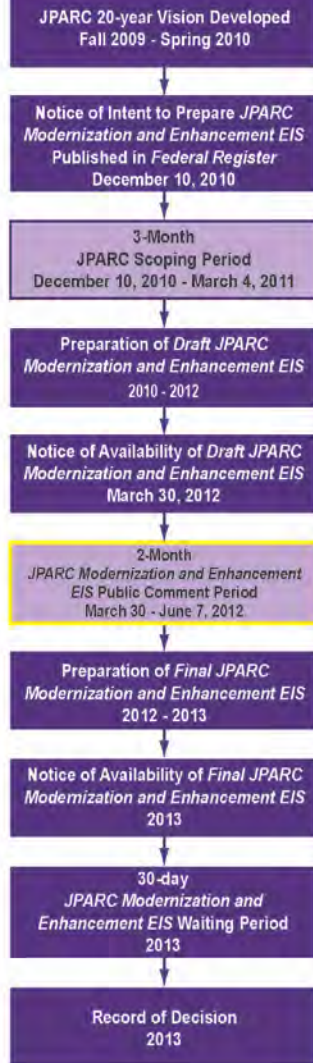 JPARC 20-year Vision Developed
Fall 2009 - Spring 2010
Notice of Intent to Prepare JPARC
Modernization and Enhancement EIS
Published in Federal Register
December 10, 2010
3-Month
JPARC Scoping Period
December 10, 2010 - March 4, 2011
Preparation of Draft JPARC
Modernization and Enhancement EIS
2010 - 2012
Notice of Availability of Draft JPARC
Modernization and Enhancement EIS
March 30, 2012
2-Month
JPARC Modernization and Enhancement
EIS Public Comment Period
March 30 - June 7, 2012
Preparation of Final JPARC
Modernization and Enhancement EIS
2012 - 2013
Notice of Availability of Final JPARC
Modernization and Enhancement EIS
2013
30-day
JPARC Modernization and
Enhancement EIS Waiting Period
2013
Record of Decision
2013